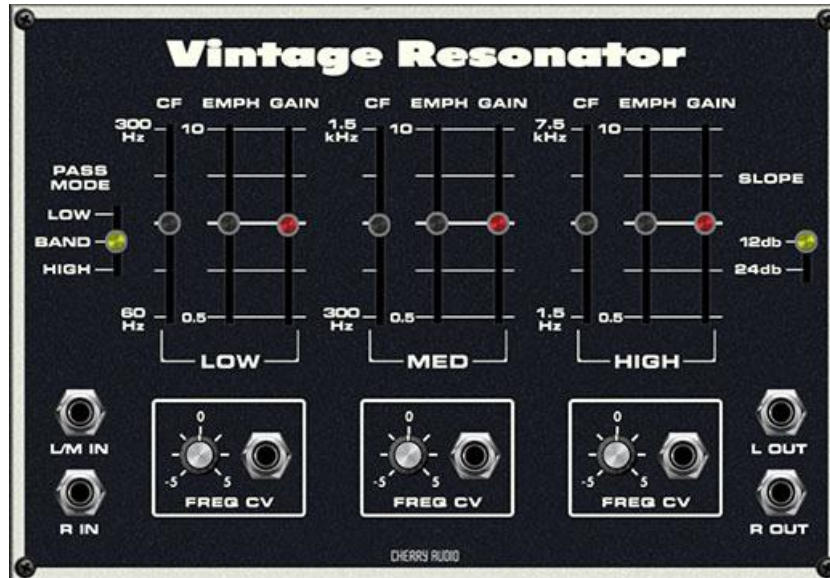 Vintage Resonator
CF EMPH GAIN CF EMPH GAIN CF EMPH GAIN
300 Hz 10 1.5 kHz 10 7.5 kHz 10
PASS MODE
SLOPE
LOW
BAND
HIGH
12db
24db
60 Hz 0.5 300 Hz 0.5 1.5 Hz 0.5
LOW MED HIGH
L/M IN
R IN
0 0 0
-5 5 -5 5 -5 5
FREQ CV FREQ CV FREQ CV
L OUT
R OUT
CHERRY AUDIO